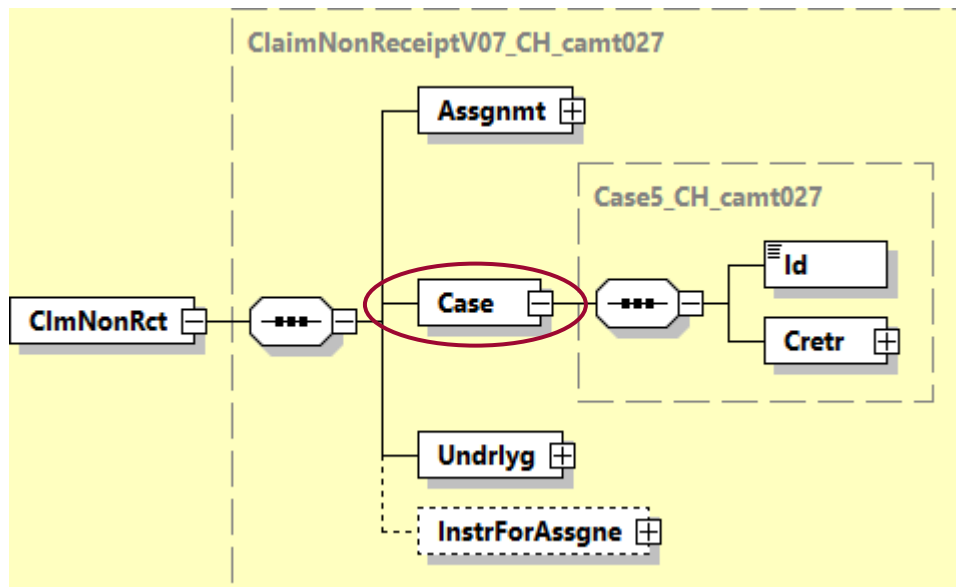 ClaimNonReceiptV07_CH_camt027
Assgnmt
Case5_CH_camt027
Id
ClmNonRct
Case
Cretr
Undrlyg
InstrForAssgne